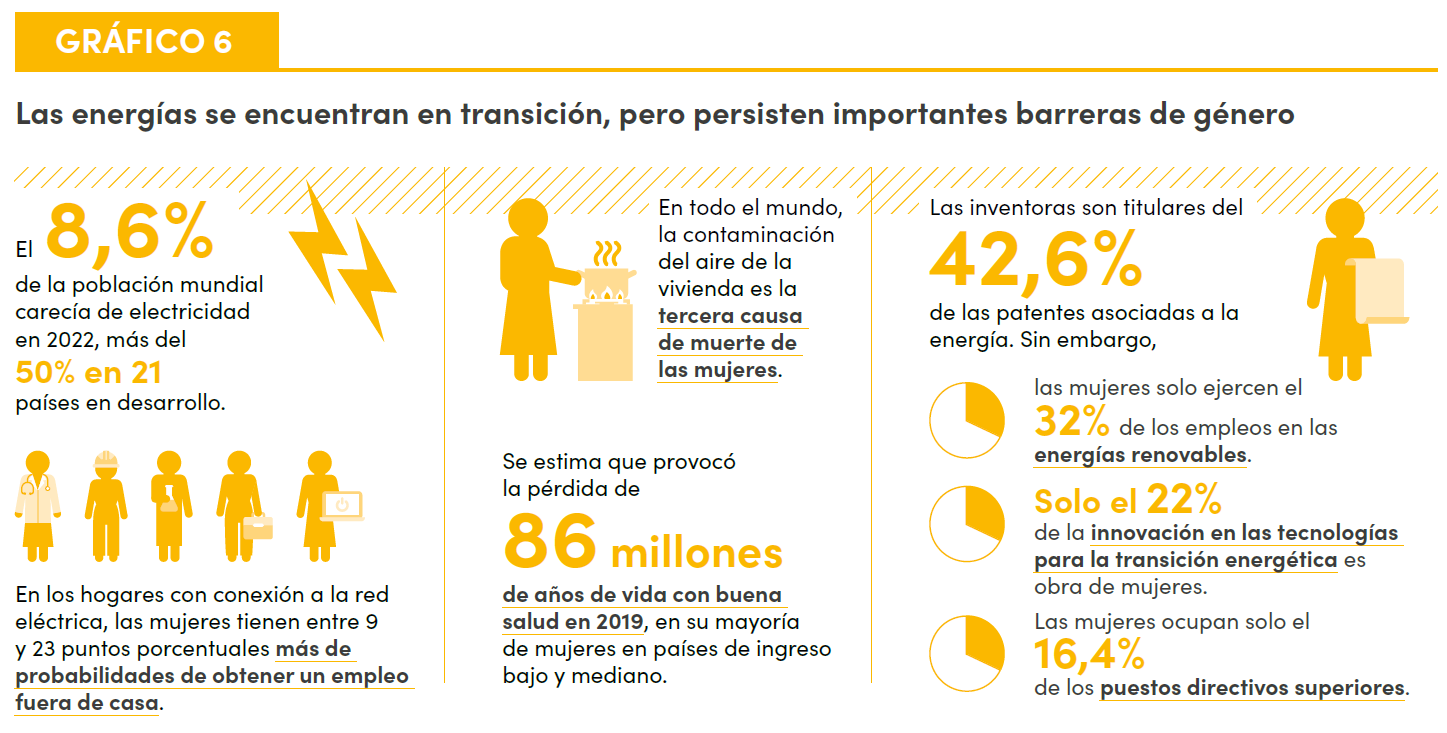 GRÁFICO 6
Las energías se encuentran en transición, pero persisten importantes barreras de género
El 8,6%
de la población mundial
carecía de electricidad
en 2022, más del
50% en 21
países en desarrollo.
En los hogares con conexión a la red
eléctrica, las mujeres tienen entre 9
y 23 puntos porcentuales más de
probabilidades de obtener un empleo
fuera de casa.
En todo el mundo,
la contaminación
del aire de la
vivienda es la
tercera causa
de muerte de
las mujeres.
Se estima que provocó
la pérdida de
86 millones
de años de vida con buena
salud en 2019, en su mayoría
de mujeres en países de ingreso
bajo y mediano.
Las inventoras son titulares del
42,6%
de las patentes asociadas a la
energía. Sin embargo,
las mujeres solo ejercen el
32% de los empleos en las
energías renovables.
Solo el 22%
de la innovación en las tecnologías
para la transición energética es
obra de mujeres.
Las mujeres ocupan solo el
16,4%
de los puestos directivos superiores.